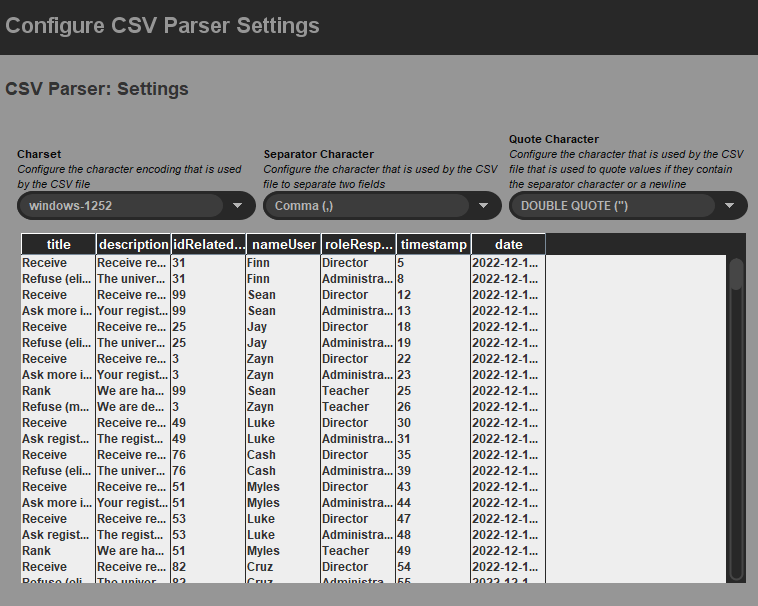 Configure CSV Parser Settings
CSV Parser: Settings
Charset
Configure the character encoding that is used
by the CSV file
windows-1252
Separator Character
Configure the character that is used by the CSV
file to separate two fields
Comma (,)
Quote Character
Configure the character that is used by the CSV
file that is used to quote values if they contain
the separator character or a newline
DOUBLE QUOTE (")
title description idRelated... nameUser roleResp... timestamp date
Receive Receive re... 31 Finn Director 5 2022-12-1...
Refuse (eli... The univer... 31 Finn Administra... 8 2022-12-1...
Receive Receive re... 99 Sean Director 12 2022-12-1...
Ask more i... Your regist... 99 Sean Administra... 13 2022-12-1...
Receive Receive re... 25 Jay Director 18 2022-12-1...
Refuse (eli... The univer... 25 Jay Administra... 19 2022-12-1...
Receive Receive re... 3 Zayn Director 22 2022-12-1...
Ask more i... Your regist... 3 Zayn Administra... 23 2022-12-1...
Rank We are ha... 99 Sean Teacher 25 2022-12-1...
Refuse (m... We are de... 3 Zayn Teacher 26 2022-12-1...
Receive Receive re... 49 Luke Director 30 2022-12-1...
Ask regist... The regist... 49 Luke Administra... 31 2022-12-1...
Receive Receive re... 76 Cash Director 35 2022-12-1...
Refuse (eli... The univer... 76 Cash Administra... 39 2022-12-1...
Receive Receive re... 51 Myles Director 43 2022-12-1...
Ask more i... Your regist... 51 Myles Administra... 44 2022-12-1...
Receive Receive re... 53 Luke Director 47 2022-12-1...
Ask regist... The regist... 53 Luke Administra... 48 2022-12-1...
Rank We are ha... 51 Myles Teacher 49 2022-12-1...
Receive Receive re... 82 Cruz Director 54 2022-12-1...
Refuse (eli... The univer... 82 Cruz Administra... 55 2022-12-1...